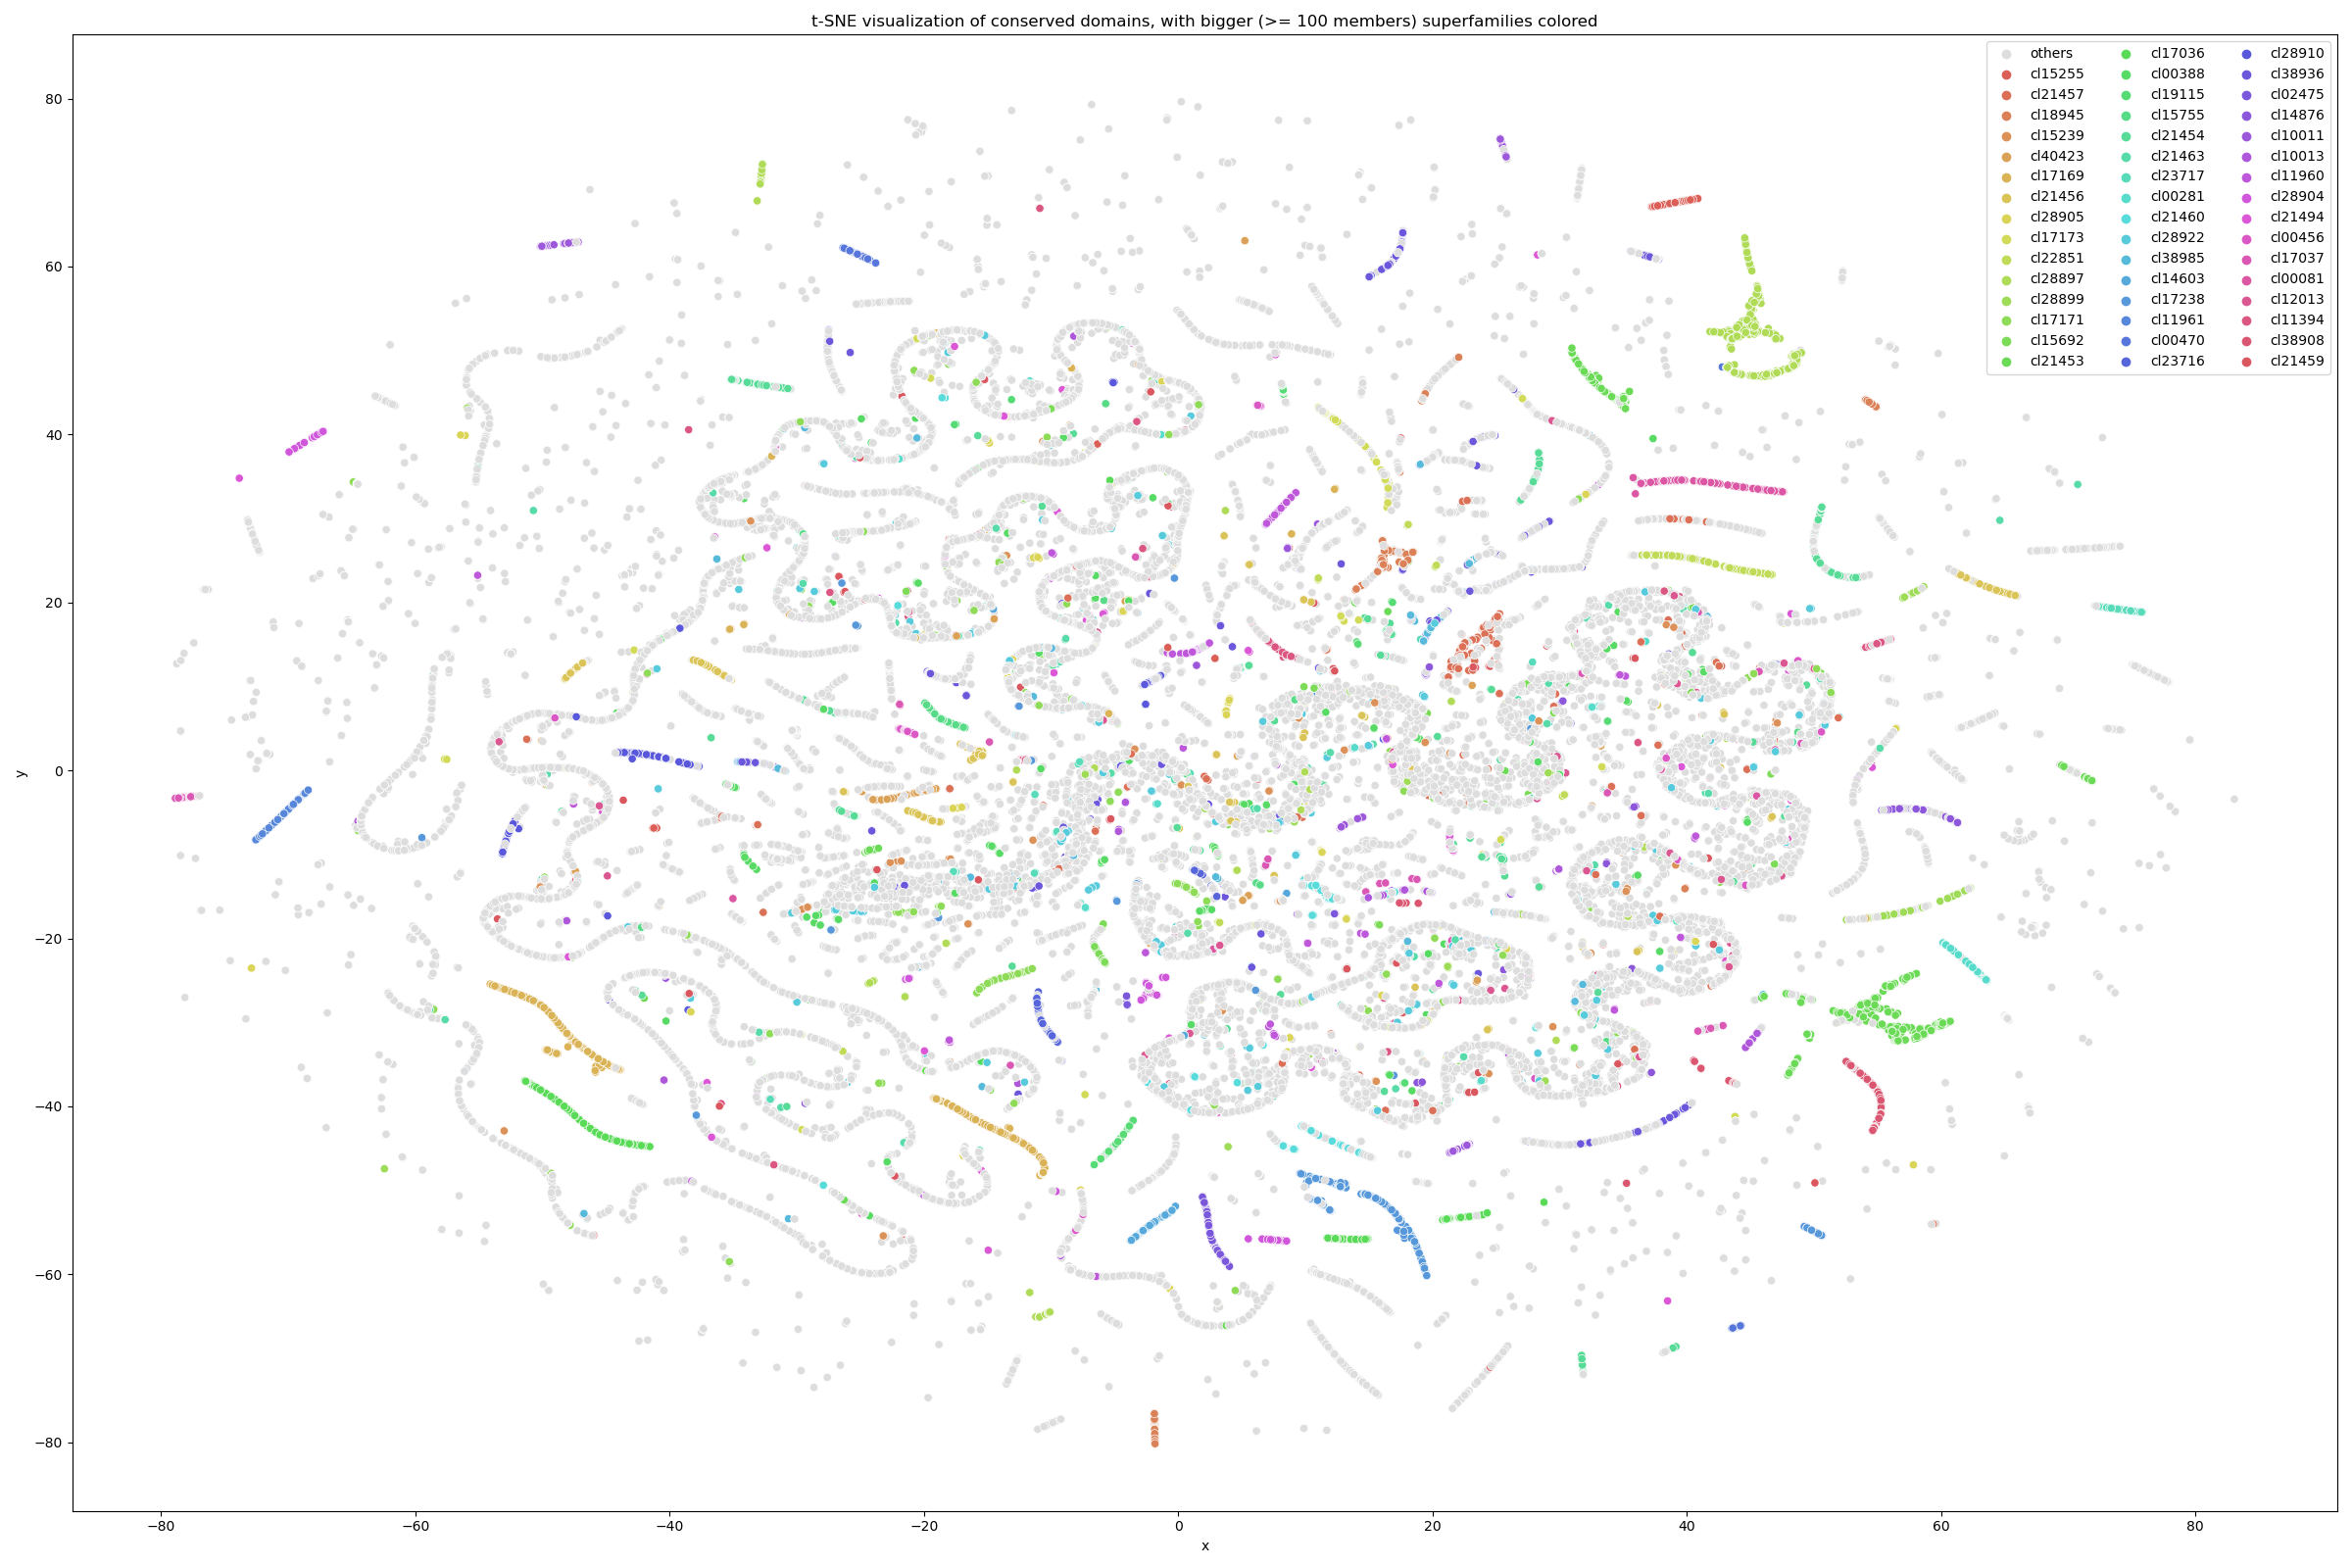 t-SNE visualization of conserved domains, with bigger (>= 100 members) superfamilies colored
others
cl15255
cl21457
cl18945
cl15239
cl40423
cl17169
cl21456
cl28905
cl17173
cl22851
cl28897
cl28899
cl17171
cl15692
cl21453
cl17036
cl00388
cl19115
cl15755
cl21454
cl21463
cl23717
cl00281
cl21460
cl28922
cl38985
cl14603
cl17238
cl11961
cl00470
cl23716
cl28910
cl38936
cl02475
cl14876
cl10011
cl10013
cl11960
cl28904
cl21494
cl00456
cl17037
cl00081
cl12013
cl11394
cl38908
cl21459
80
60
40
20
0
−20
−40
−60
−80
y
−80
−60
−40
−20
0
20
40
60
80
x